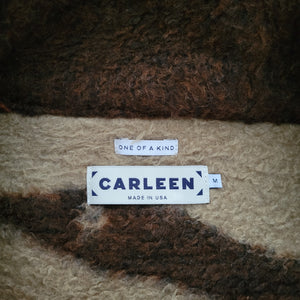 ONE OF A KIND
CARLEEN
MADE IN USA
M